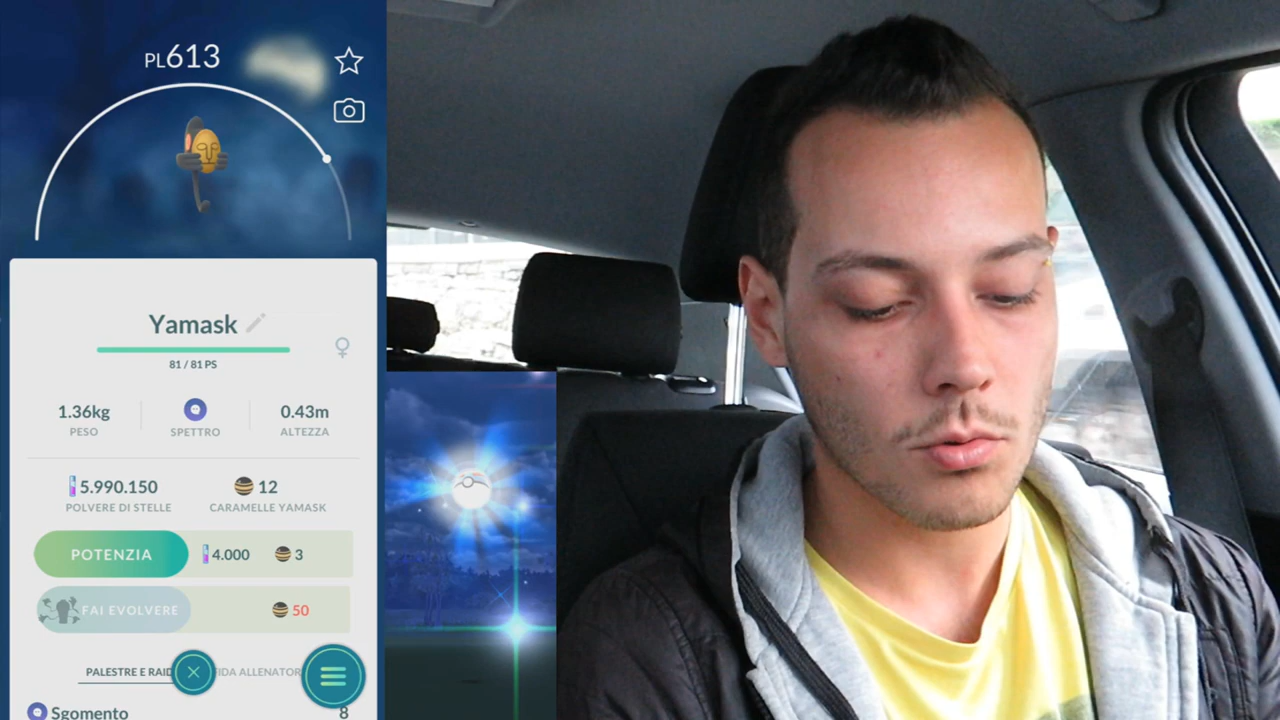 PL613
Yamask
81 / 81 PS
1.36kg
PESO
SPETTRO
0.43m
ALTEZZA
5.990.150
POLVERE DI STELLE
12
CARAMELLE YAMASK
POTENZIA
4.000
3
FAI EVOLVERE
50
PALESTRE E RAID
IDA ALLENATOR
Sgomento
8